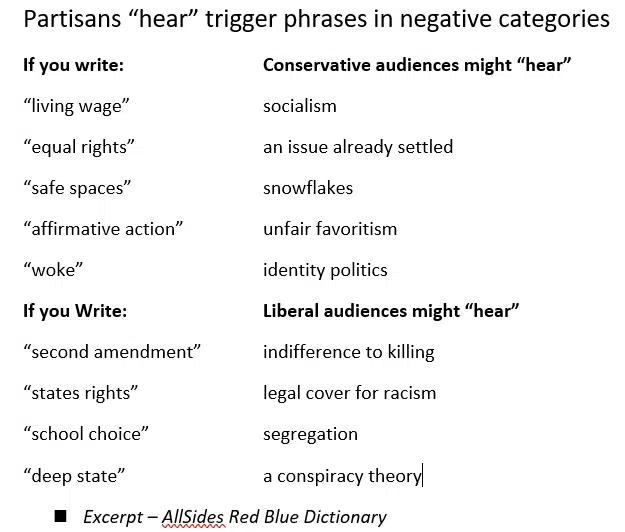 Partisans “hear” trigger phrases in negative categories
If you write: Conservative audiences might “hear”
“living wage” socialism
“equal rights” an issue already settled
“safe spaces” snowflakes
“affirmative action” unfair favoritism
“woke” identity politics
If you Write: Liberal audiences might “hear”
“second amendment” indifference to killing
“states rights” legal cover for racism
“school choice” segregation
“deep state” a conspiracy theory
■ Excerpt – AllSides Red Blue Dictionary